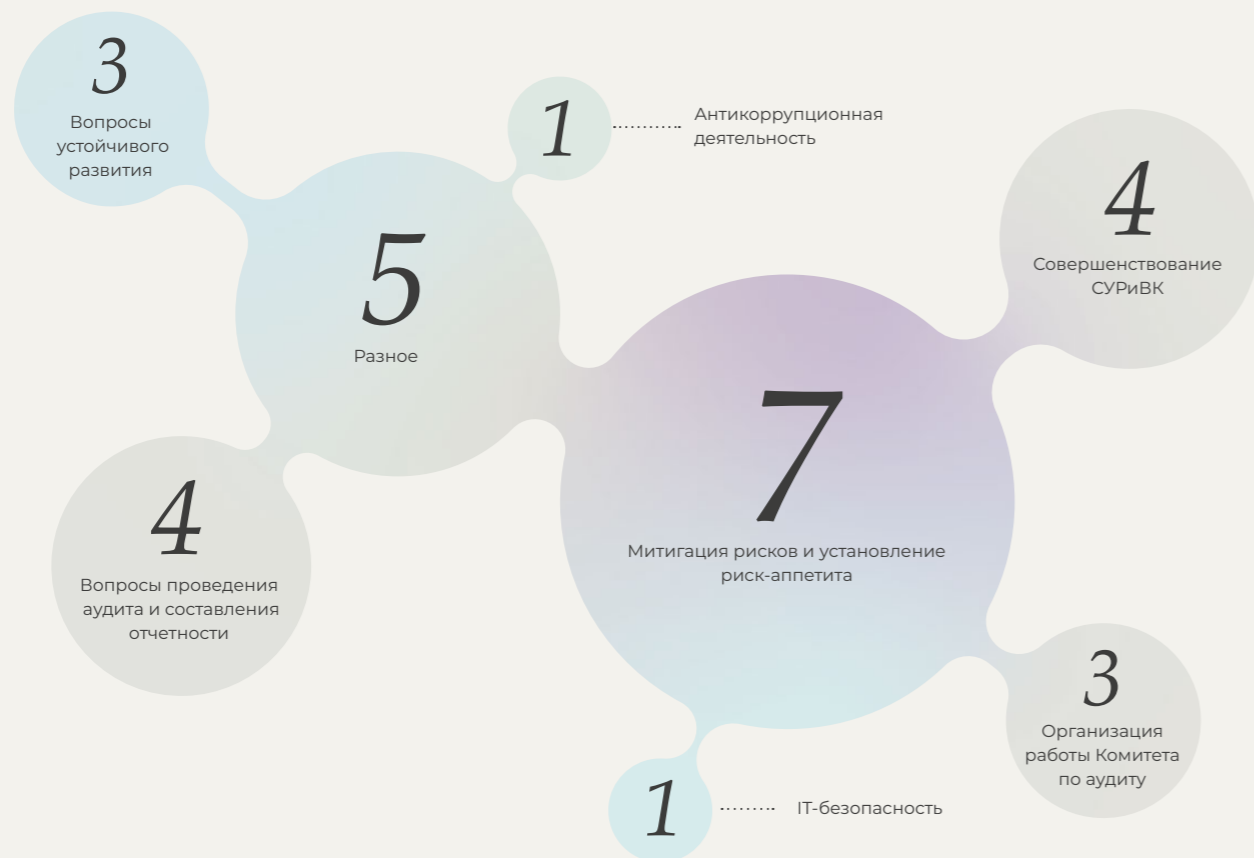 3
Вопросы
устойчивого
развития
1
Антикоррупционная
деятельность
4
Совершенствование
СУРиВК
5
Разное
7
Митигация рисков и установление
риск-аппетита
4
Вопросы проведения
аудита и составления
отчетности
3
Организация
работы Комитета
по аудиту
1
IT-безопасность